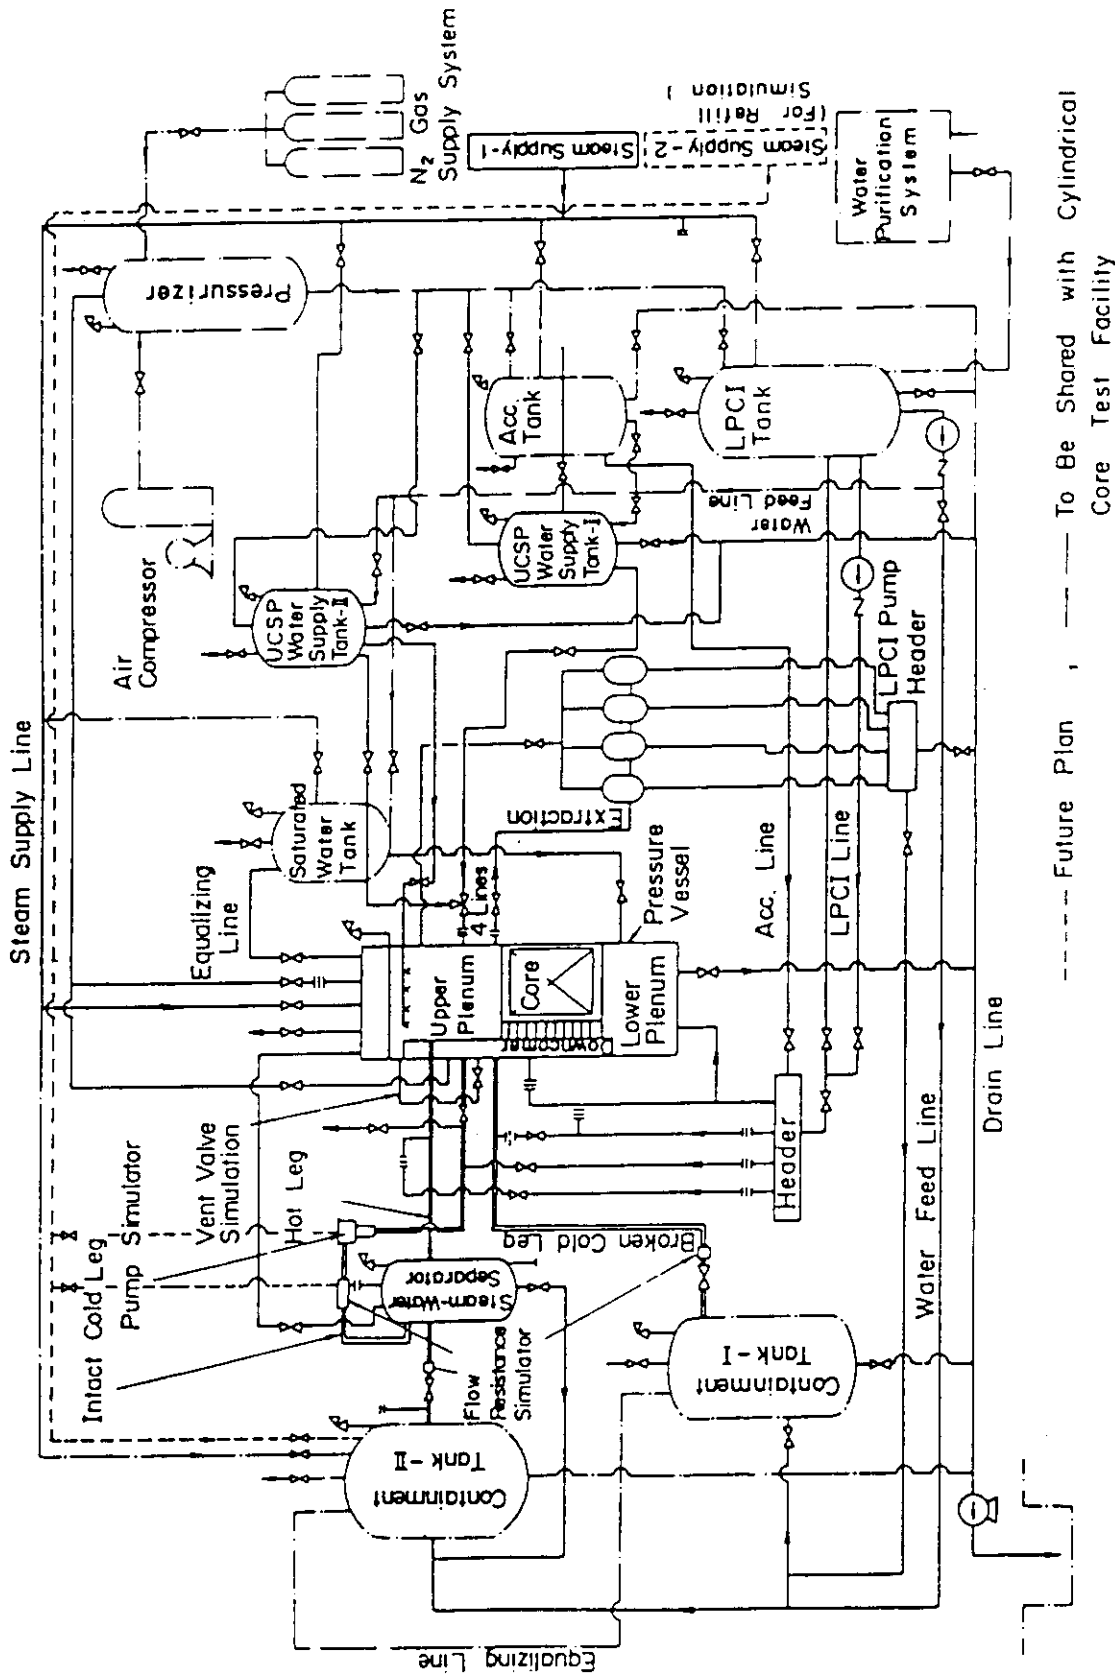 Steam Supply Line
N₂ Gas
Supply System
Steam Supply-1
Steam Supply-2
(For Refill
Simulation)
Water
Purification
System
Pressurizer
Air
Compressor
Acc.
Tank
LPCI
Tank
UCSP
Water
Supply
Tank-I
UCSP
Water
Supply
Tank-II
Water
Feed Line
LPCI Pump
Header
Saturated
Water
Tank
Equalizing
Line
4 Lines
Extraction
Pressure
Vessel
Acc. Line
LPCI Line
Upper
Plenum
Core
Downcomer
Lower
Plenum
Drain Line
Header
Water Feed Line
Vent Valve
Simulation
Hot Leg
Pump Simulator
Intact Cold Leg
Broken Cold Leg
Steam-Water
Separator
Flow
Resistance
Simulator
Containment
Tank-I
Containment
Tank-II
Equalizing Line
---- Future Plan , —— To Be Shared with Cylindrical
Core Test Facility